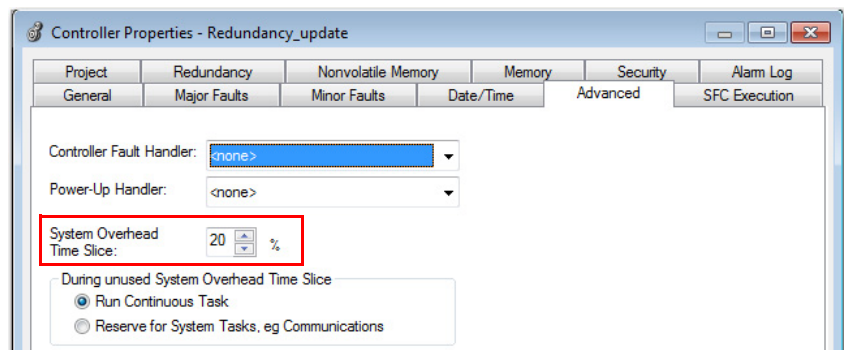 Controller Properties - Redundancy_update
Project Redundancy Nonvolatile Memory Memory Security Alarm Log
General Major Faults Minor Faults Date/Time Advanced SFC Execution
Controller Fault Handler: <none>
Power-Up Handler: <none>
System Overhead
Time Slice: 20 %
During unused System Overhead Time Slice
Run Continuous Task
Reserve for System Tasks, eg Communications